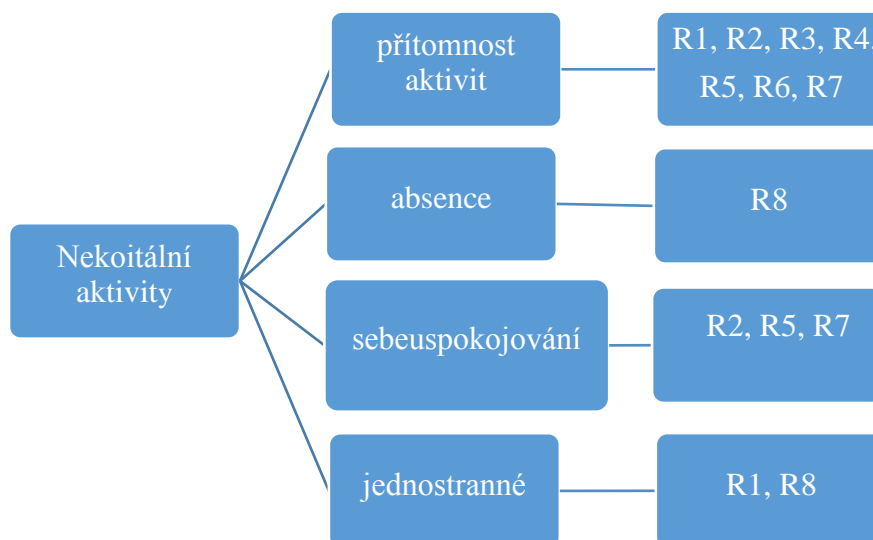 přítomnost
aktivit
R1, R2, R3, R4,
R5, R6, R7
absence
R8
Nekoitální
aktivity
sebeuspokojování
R2, R5, R7
jednostranné
R1, R8